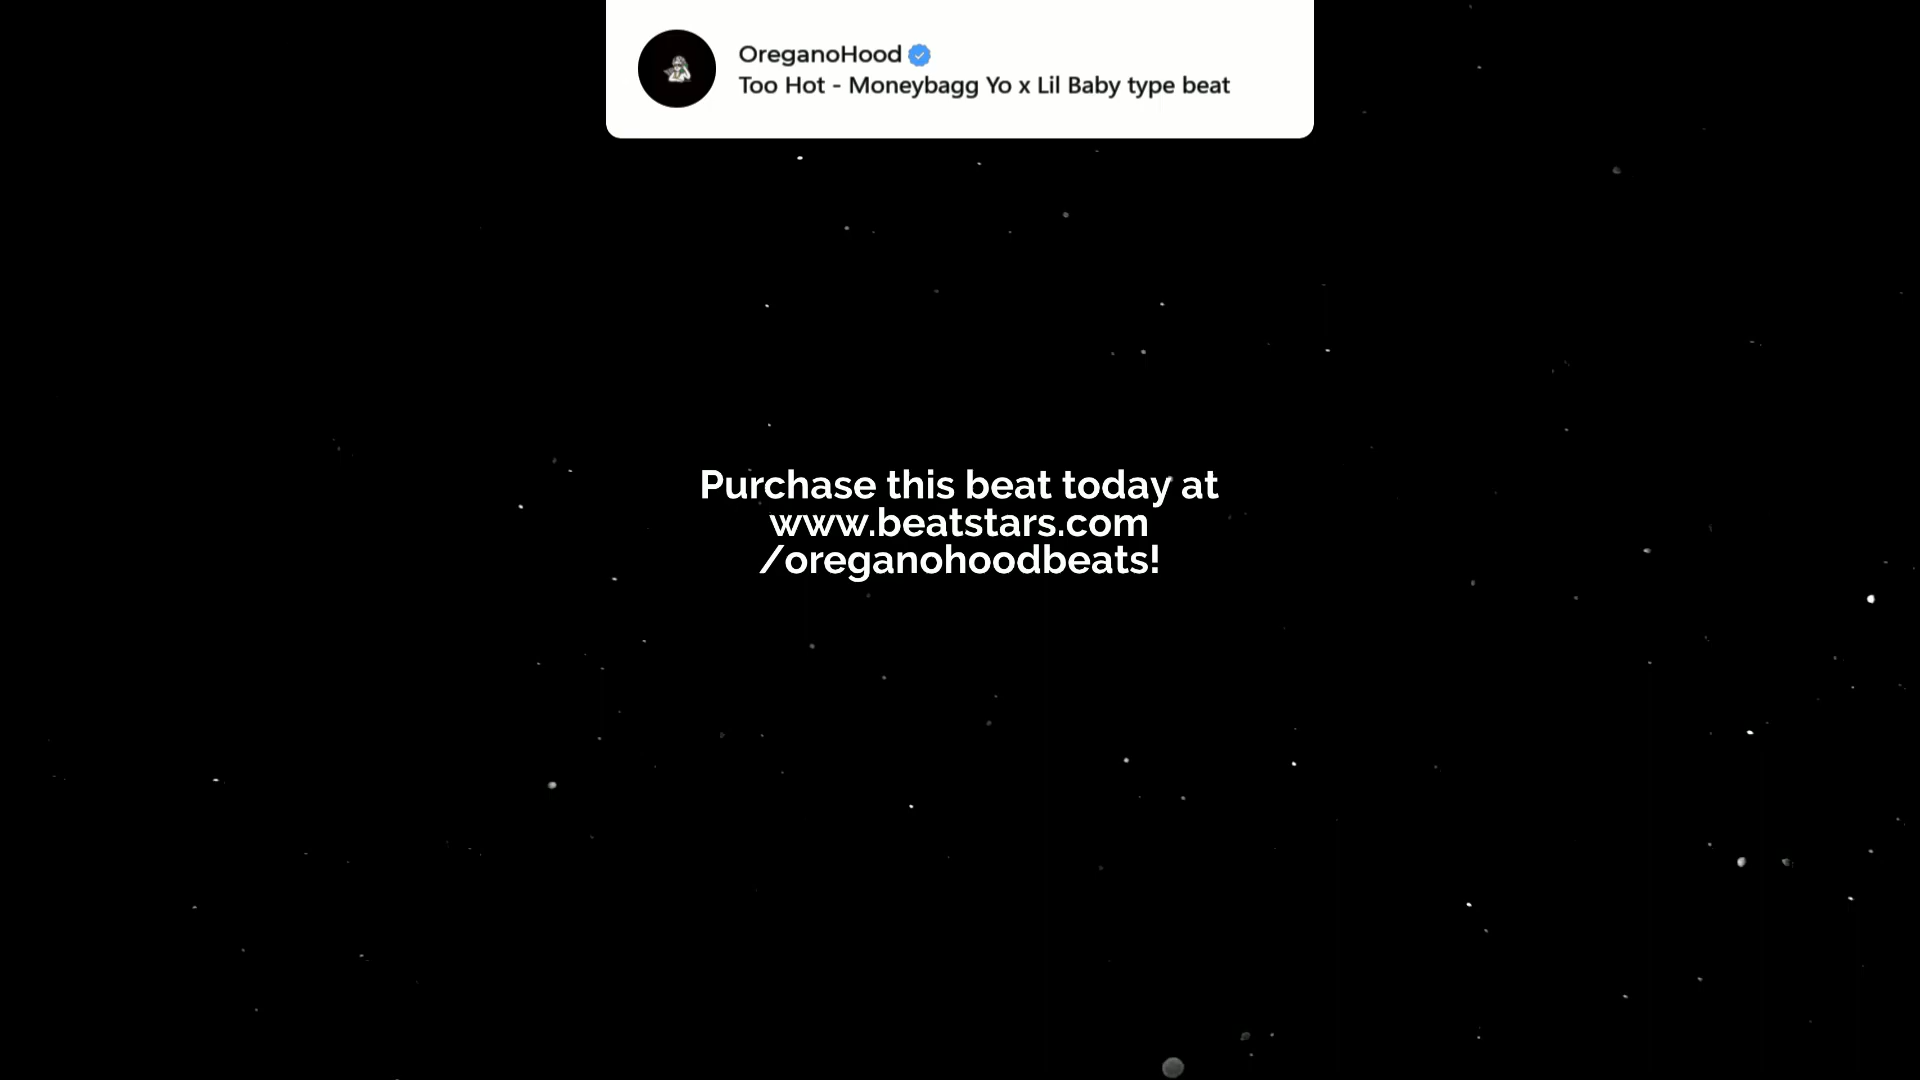 OreganoHood
Too Hot - Moneybagg Yo x Lil Baby type beat
Purchase this beat today at
www.beatstars.com
/oreganohoodbeats!